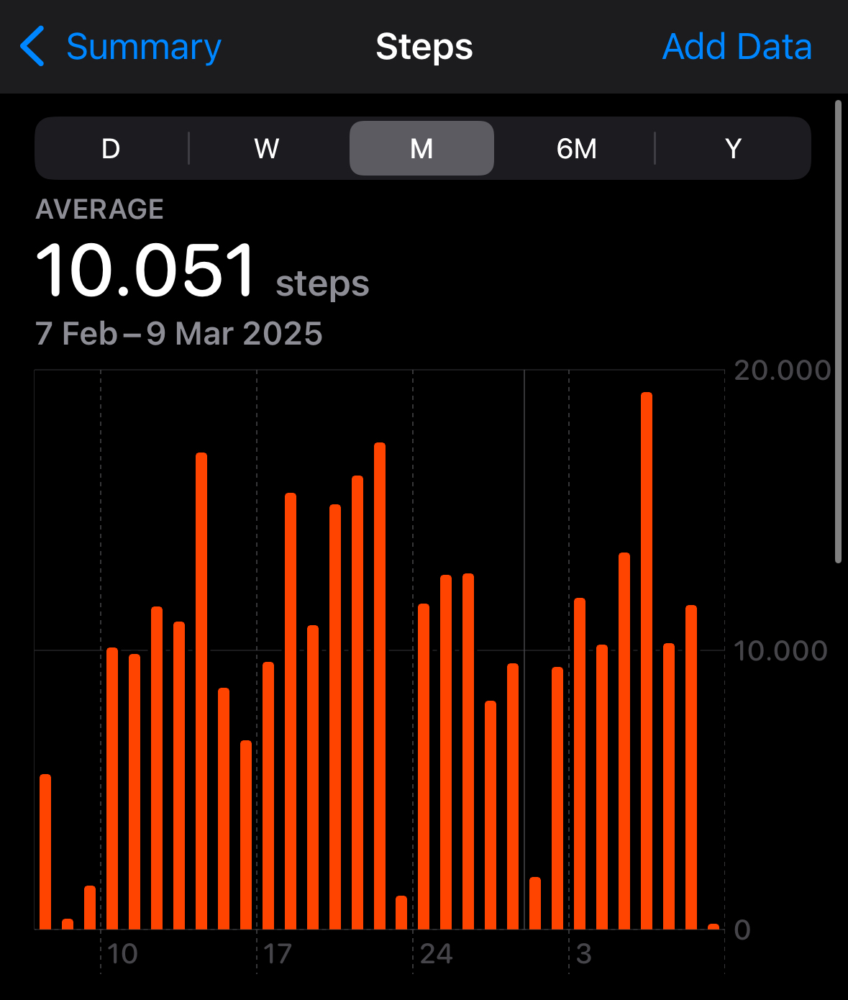 Summary Steps Add Data
D W M 6M Y
AVERAGE
10.051 steps
7 Feb – 9 Mar 2025
20.000
10.000
0
10 17 24 3